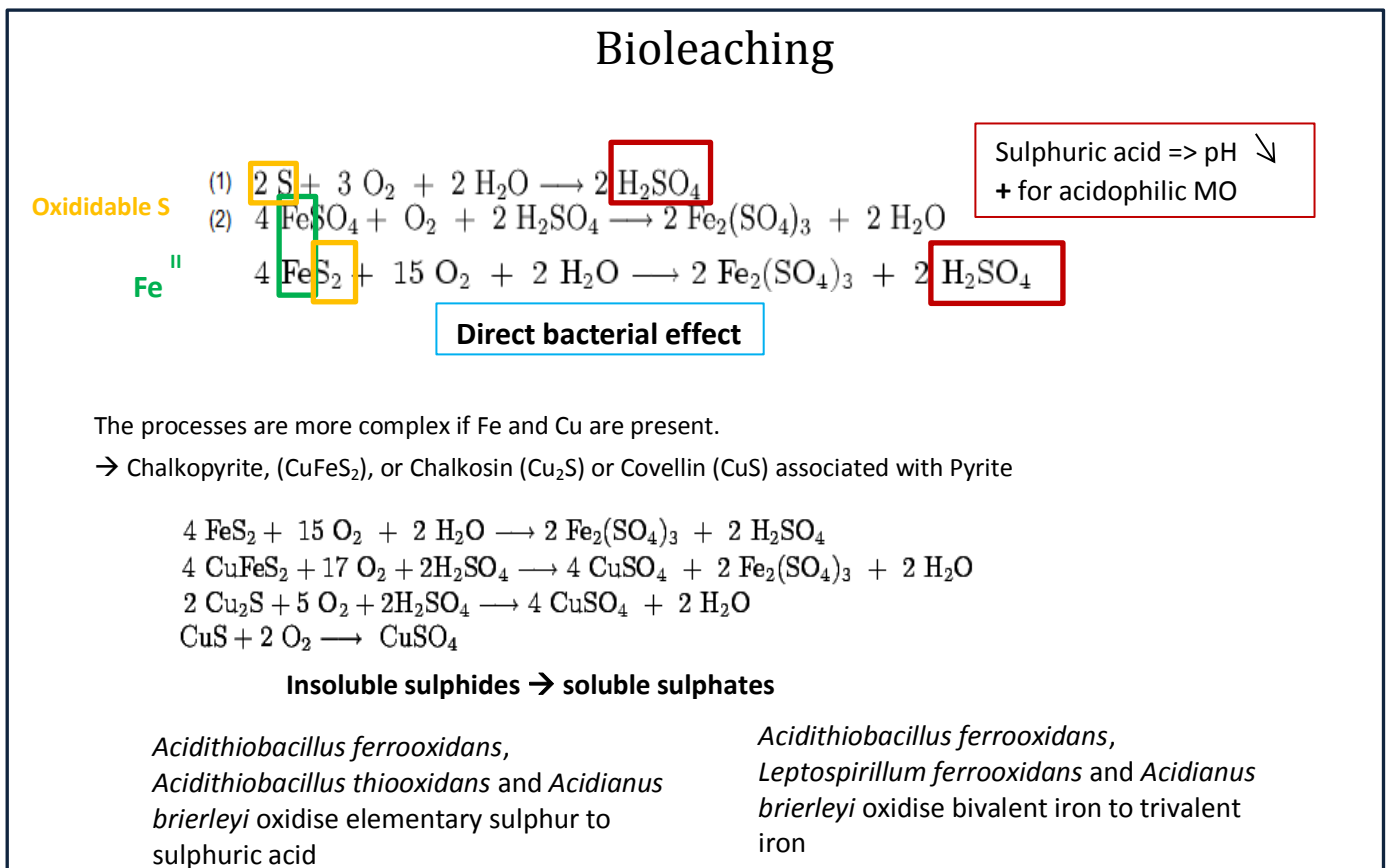 Bioleaching
Sulphuric acid => pH ↘
+ for acidophilic MO
(1) 2 S + 3 O₂ + 2 H₂O ⟶ 2 H₂SO₄
Oxididable S
(2) 4 FeSO₄ + O₂ + 2 H₂SO₄ ⟶ 2 Fe₂(SO₄)₃ + 2 H₂O
Fe II
4 FeS₂ + 15 O₂ + 2 H₂O ⟶ 2 Fe₂(SO₄)₃ + 2 H₂SO₄
Direct bacterial effect
The processes are more complex if Fe and Cu are present.
→ Chalkopyrite, (CuFeS₂), or Chalkosin (Cu₂S) or Covellin (CuS) associated with Pyrite
4 FeS₂ + 15 O₂ + 2 H₂O ⟶ 2 Fe₂(SO₄)₃ + 2 H₂SO₄
4 CuFeS₂ + 17 O₂ + 2H₂SO₄ ⟶ 4 CuSO₄ + 2 Fe₂(SO₄)₃ + 2 H₂O
2 Cu₂S + 5 O₂ + 2H₂SO₄ ⟶ 4 CuSO₄ + 2 H₂O
CuS + 2 O₂ ⟶ CuSO₄
Insoluble sulphides → soluble sulphates
Acidithiobacillus ferrooxidans,
Acidithiobacillus thiooxidans and Acidianus
brierleyi oxidise elementary sulphur to
sulphuric acid
Acidithiobacillus ferrooxidans,
Leptospirillum ferrooxidans and Acidianus
brierleyi oxidise bivalent iron to trivalent
iron